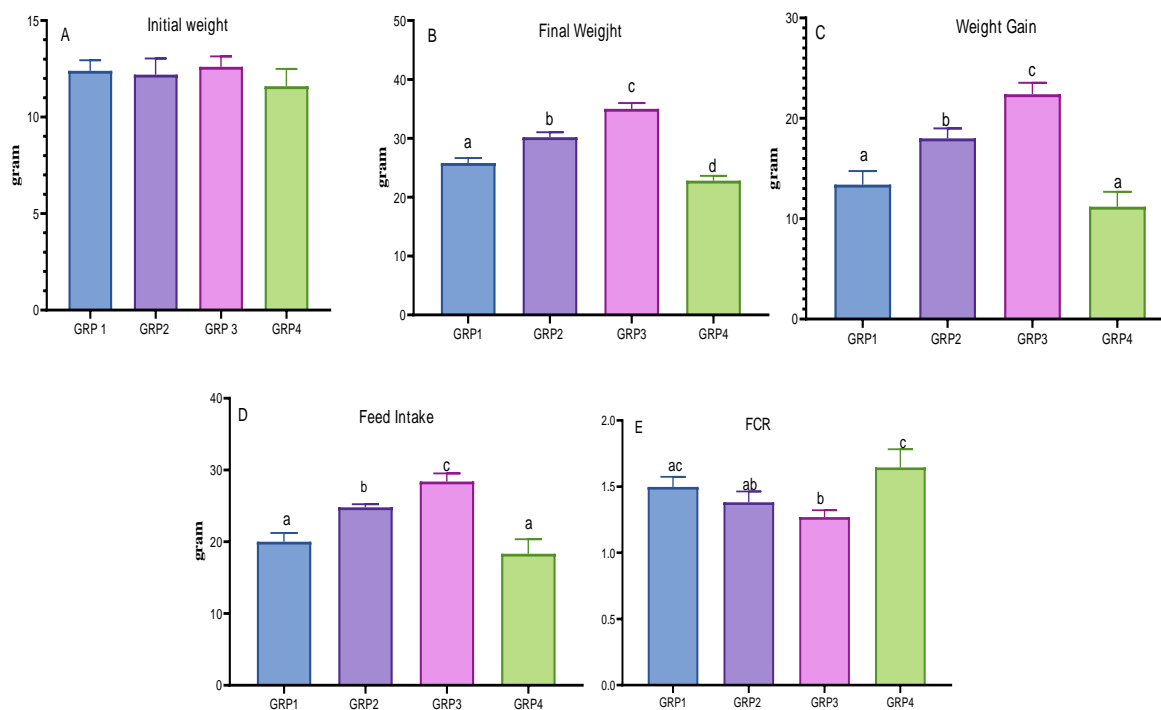 A
Initial weight
gram
15
10
5
0
GRP 1
GRP2
GRP 3
GRP4
B
Final Weigjht
gram
50
40
30
20
10
0
a
b
c
d
GRP1
GRP2
GRP3
GRP4
C
Weight Gain
gram
30
20
10
0
a
b
c
a
GRP1
GRP2
GRP3
GRP4
D
Feed Intake
gram
40
30
20
10
0
a
b
c
a
GRP1
GRP2
GRP3
GRP4
E
FCR
2.0
1.5
1.0
0.5
0.0
ac
ab
b
c
GRP1
GRP2
GRP3
GRP4